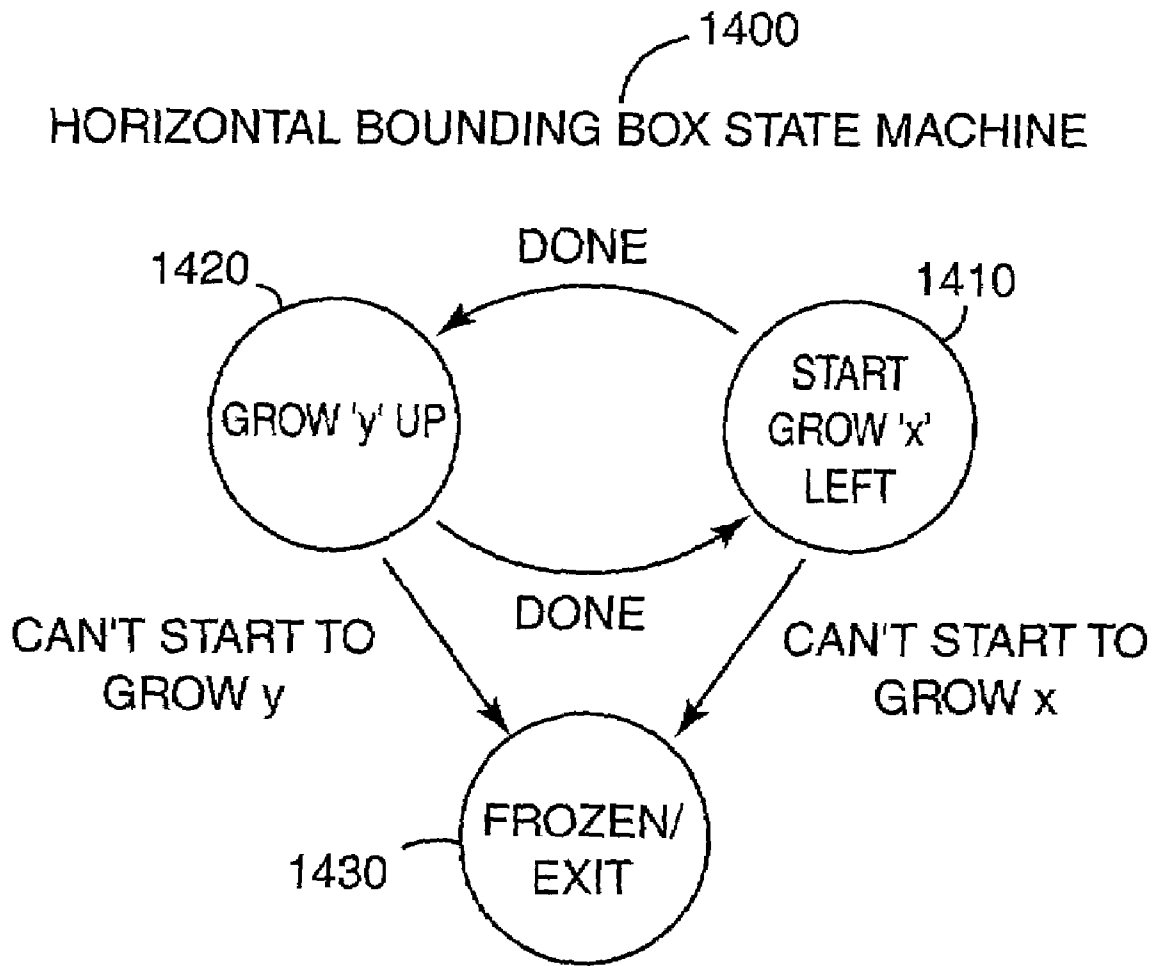 1400
HORIZONTAL BOUNDING BOX STATE MACHINE
DONE
1420
1410
GROW 'y' UP
START
GROW 'x'
LEFT
DONE
CAN'T START TO
GROW y
CAN'T START TO
GROW x
FROZEN/
EXIT
1430